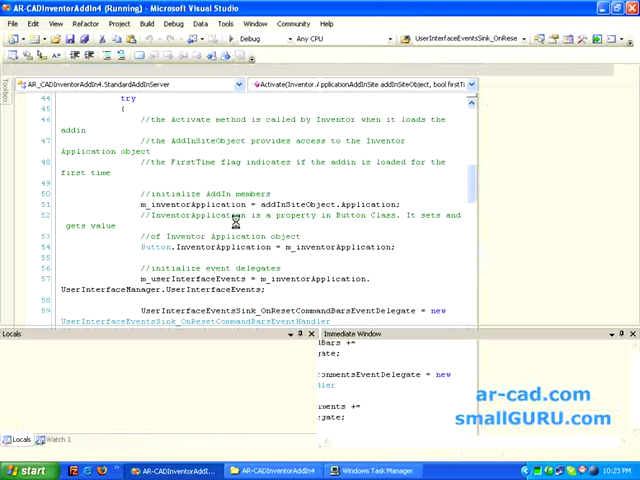 AR-CADInventorAddIn4 (Running) - Microsoft Visual Studio
File Edit View Refactor Project Build Debug Data Tools Window Community Help
Debug Any CPU UserInterfaceEventsSink_OnRese
Toolbox
AR_CADInventorAddIn4.StandardAddInServer Activate(Inventor.ApplicationAddInSite addInSiteObject, bool firstTi
44 try
45 {
46 //the Activate method is called by Inventor when it loads the
addin
47 //the AddInSiteObject provides access to the Inventor
Application object
48 //the FirstTime flag indicates if the addin is loaded for the
first time
49
50 //initialize AddIn members
51 m_inventorApplication = addInSiteObject.Application;
52 //InventorApplication is a property in Button Class. It sets and
gets value
53 //of Inventor Application object
54 Button.InventorApplication = m_inventorApplication;
55
56 //initialize event delegates
57 m_userInterfaceEvents = m_inventorApplication.
UserInterfaceManager.UserInterfaceEvents;
58
59 UserInterfaceEventsSink_OnResetCommandBarsEventDelegate = new
UserInterfaceEventsSink_OnResetCommandBarsEventHandler
Locals Immediate Window
Bars +=
gate;
onmentsEventDelegate = new
ler
ments +=
gate;
ar-cad.com
smallGURU.com
Locals Watch 1
start AR-CADInventorAddI... AR-CADInventorAddIn4 Windows Task Manager 10:23 PM